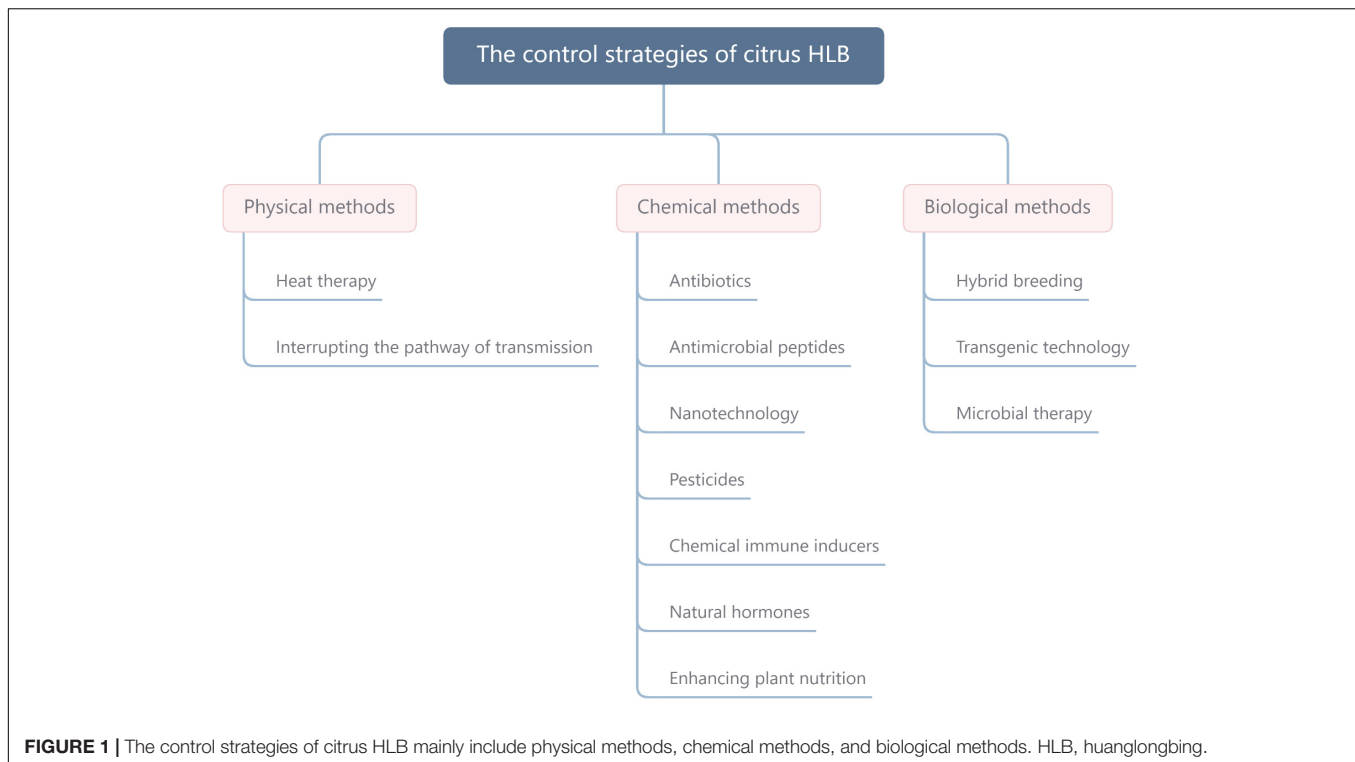 The control strategies of citrus HLB
Physical methods
Heat therapy
Interrupting the pathway of transmission
Chemical methods
Antibiotics
Antimicrobial peptides
Nanotechnology
Pesticides
Chemical immune inducers
Natural hormones
Enhancing plant nutrition
Biological methods
Hybrid breeding
Transgenic technology
Microbial therapy
FIGURE 1 | The control strategies of citrus HLB mainly include physical methods, chemical methods, and biological methods. HLB, huanglongbing.